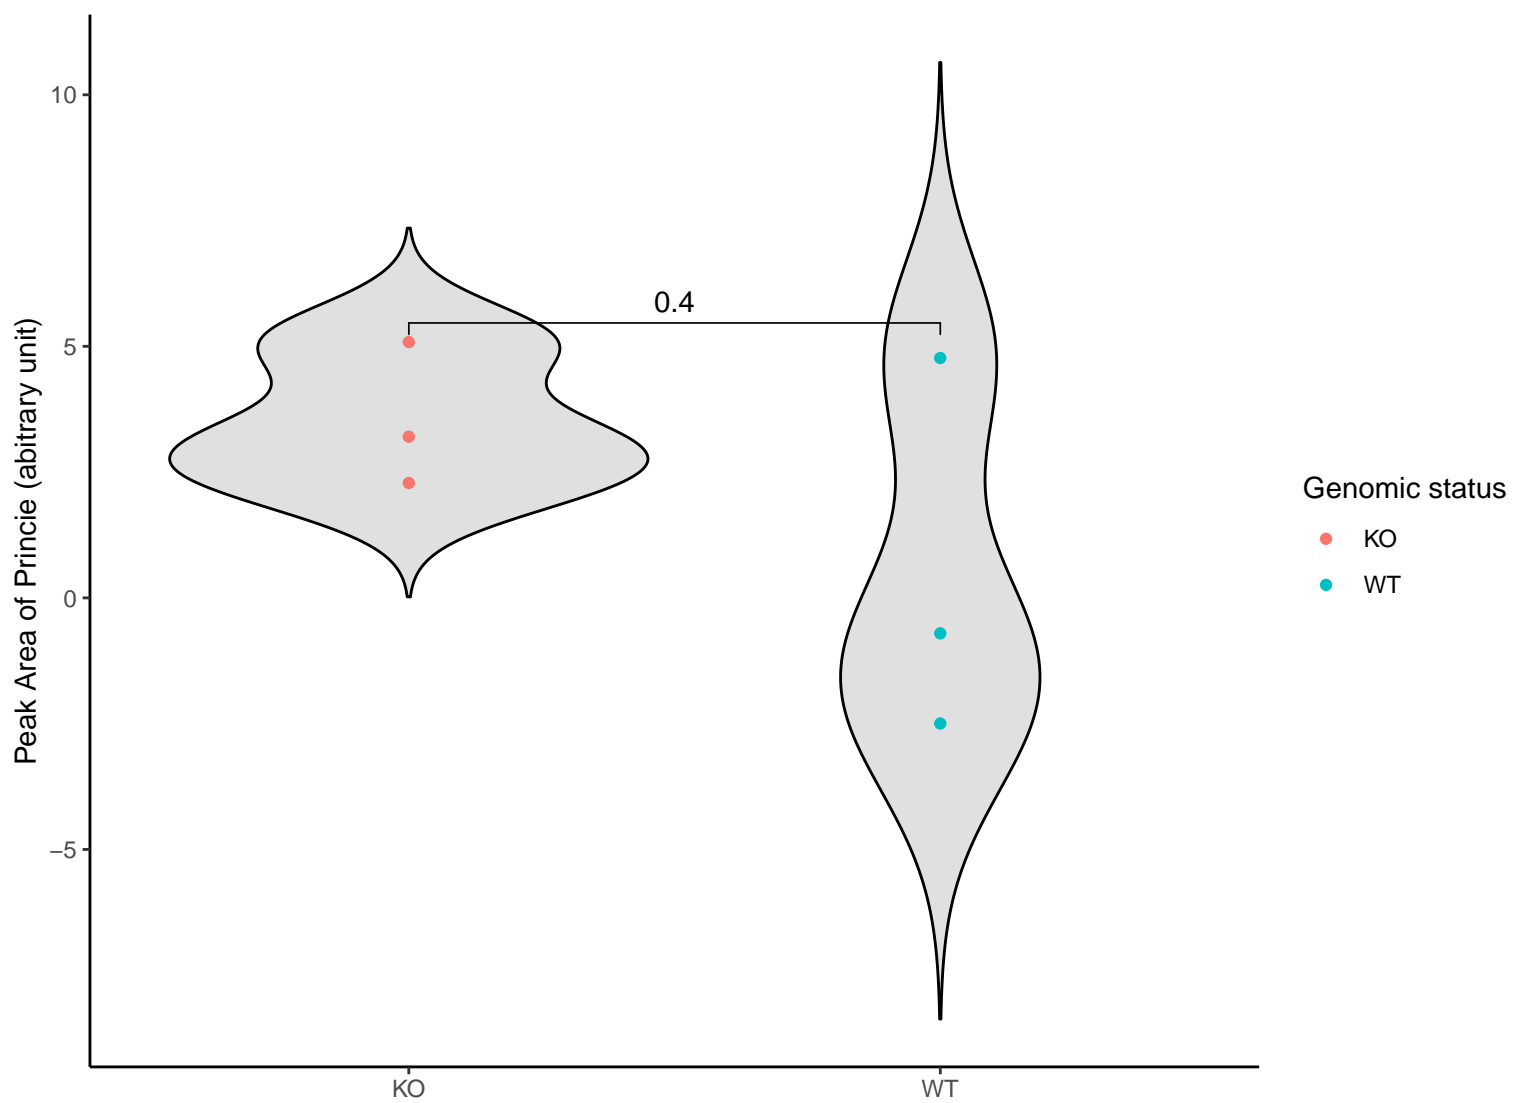 Peak Area of Princie (abitrary unit)
10
5
0
−5
0.4
KO
WT
Genomic status
KO
WT